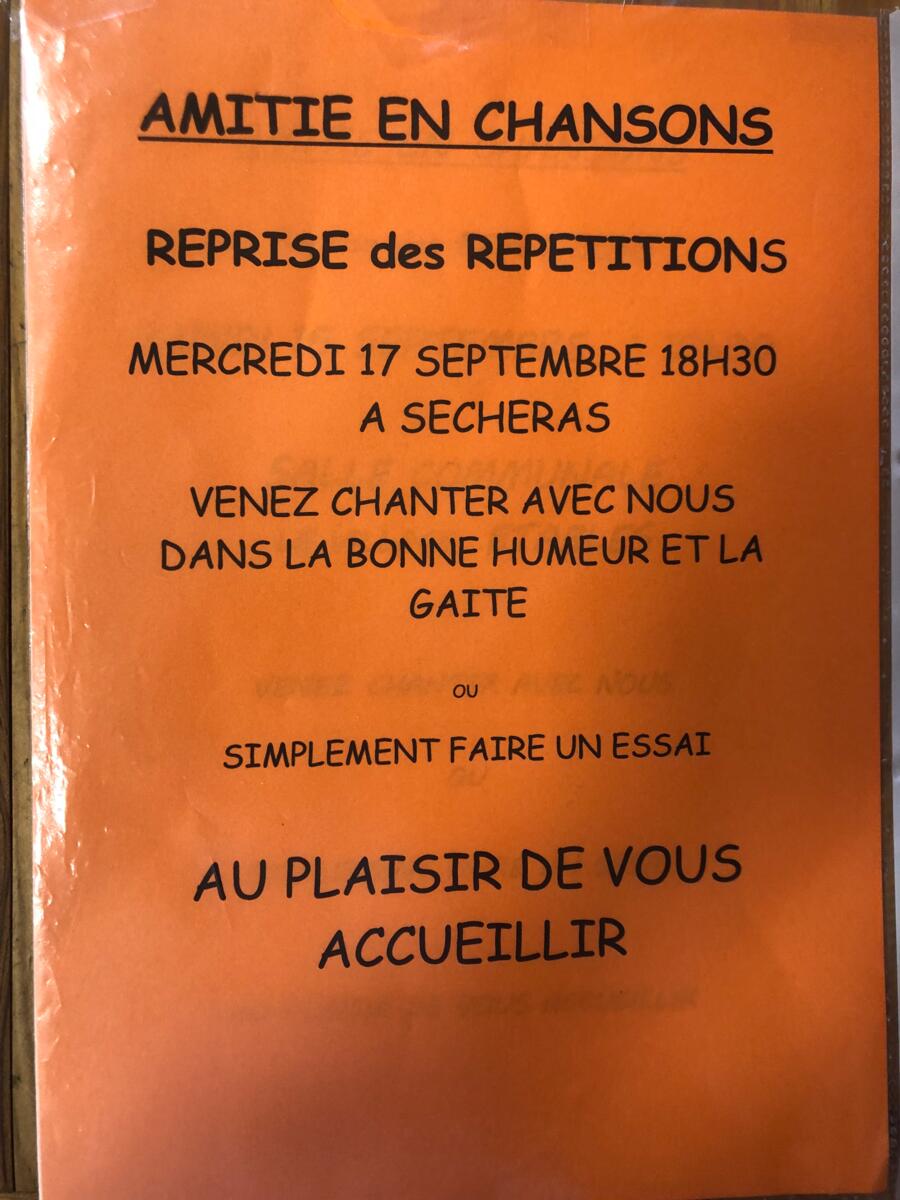 AMITIE EN CHANSONS
REPRISE des REPETITIONS
MERCREDI 17 SEPTEMBRE 18H30
A SECHERAS
VENEZ CHANTER AVEC NOUS
DANS LA BONNE HUMEUR ET LA
GAITE
OU
SIMPLEMENT FAIRE UN ESSAI
AU PLAISIR DE VOUS
ACCUEILLIR